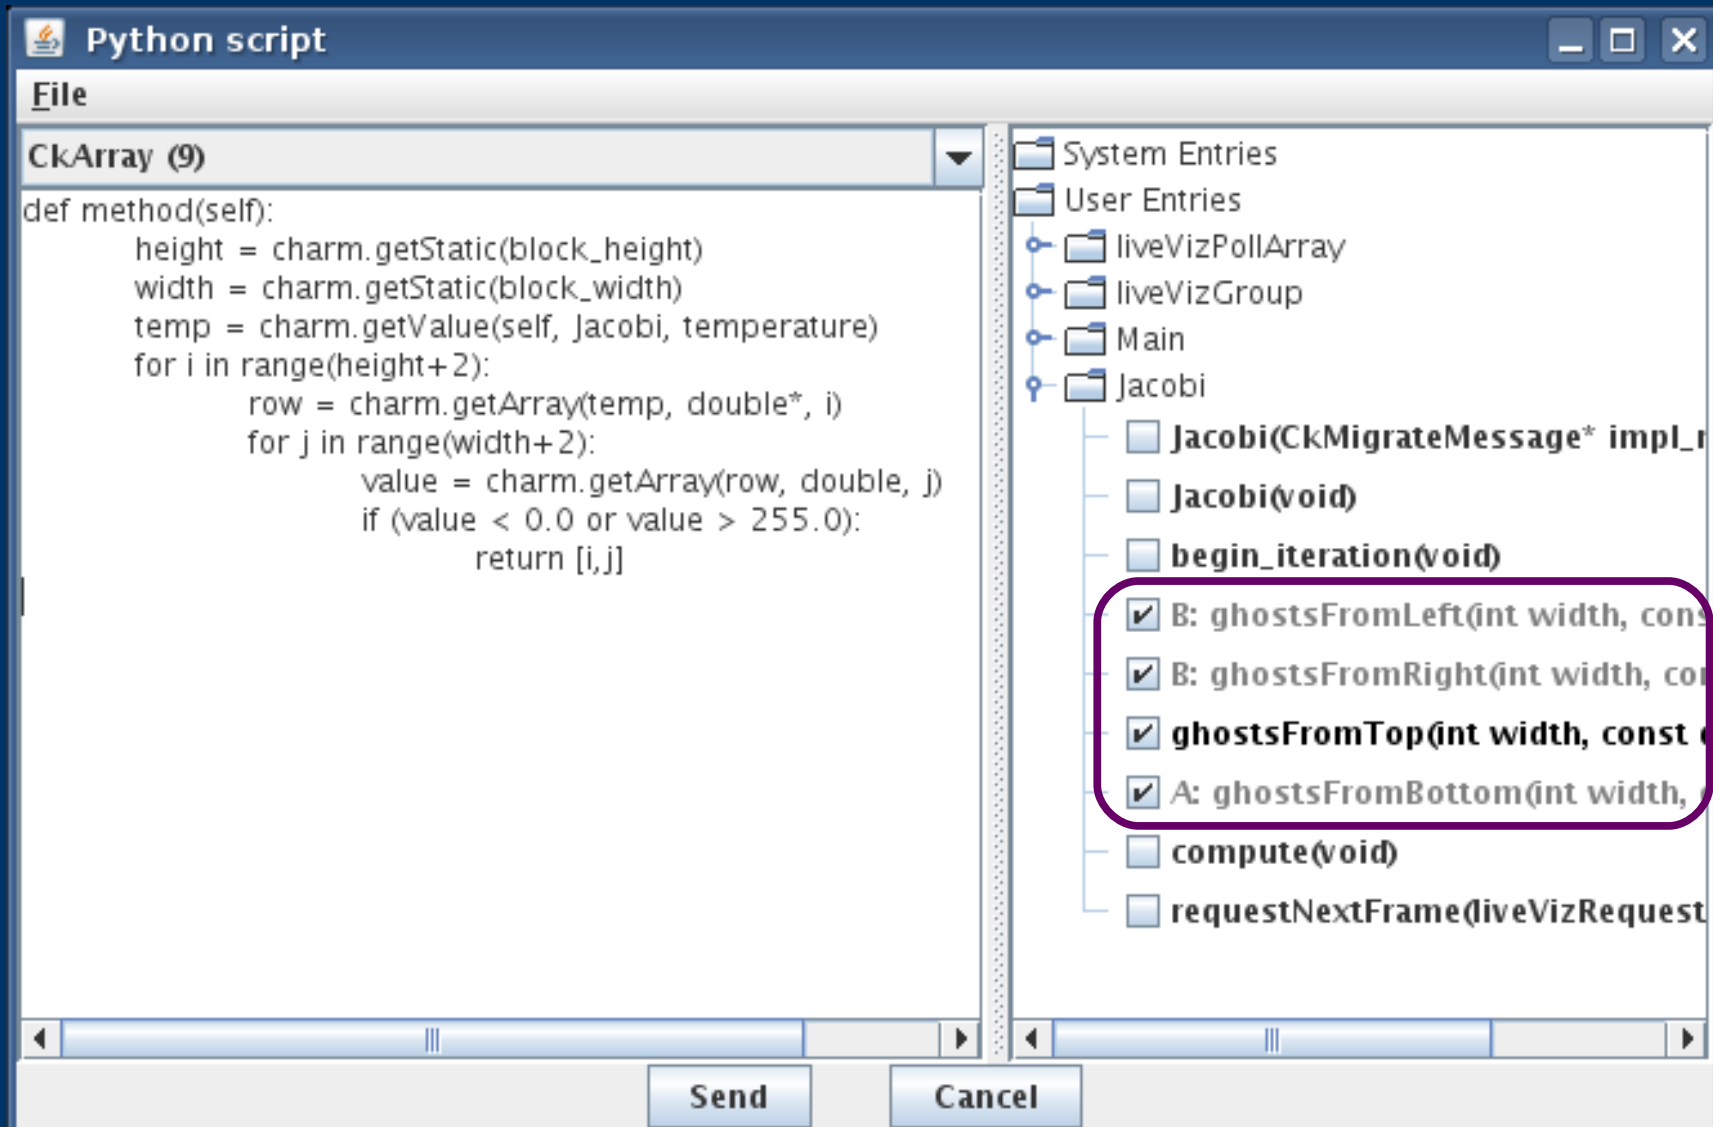 Python script
File
CkArray (9)
def method(self):
height = charm.getStatic(block_height)
width = charm.getStatic(block_width)
temp = charm.getValue(self, Jacobi, temperature)
for i in range(height+2):
row = charm.getArray(temp, double*, i)
for j in range(width+2):
value = charm.getArray(row, double, j)
if (value < 0.0 or value > 255.0):
return [i,j]
System Entries
User Entries
liveVizPollArray
liveVizGroup
Main
Jacobi
Jacobi(CkMigrateMessage* impl_
Jacobi(void)
begin_iteration(void)
B: ghostsFromLeft(int width, cons
B: ghostsFromRight(int width, co
ghostsFromTop(int width, const
A: ghostsFromBottom(int width,
compute(void)
requestNextFrame(liveVizRequest
Send
Cancel